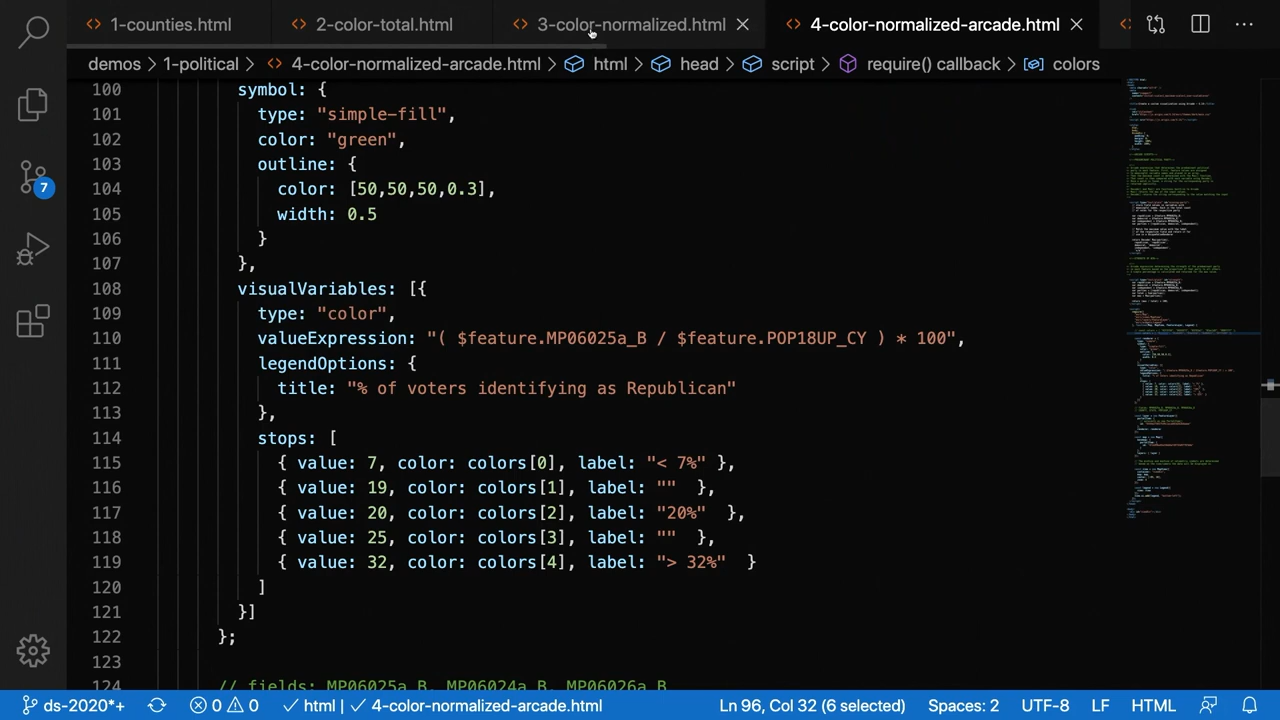 1-counties.html 2-color-total.html 3-color-normalized.html 4-color-normalized-arcade.html
demos > 1-political > 4-color-normalized-arcade.html > html > head > script > require() callback > colors
100 symbol: {
101 type: "simple-fill"
102 color: "green",
103 outline:
104 color: [50,50,50,0.5
105 width: 0.5
106 }
107 },
108 visualVariables: [{
109 type: "color",
110 valueExpression: .MP06025a_B / $feature.POP18UP_CY * 100",
111 legendOptions: {
112 title: "% of voters identifying as Republican"
113 },
114 stops: [
115 { value: 7, color: colors[0], label: "< 7%" },
116 { value: 19, color: colors[1], label: "" },
117 { value: 20, color: colors[2], label: "20%" },
118 { value: 25, color: colors[3], label: "" },
119 { value: 32, color: colors[4], label: "> 32%" }
120 ]
121 }]
122 };
123
124 // fields: MP06025a_B, MP06024a_B, MP06026a_B
7
ds-2020*+ 0 0 html | 4-color-normalized-arcade.html Ln 96, Col 32 (6 selected) Spaces: 2 UTF-8 LF HTML